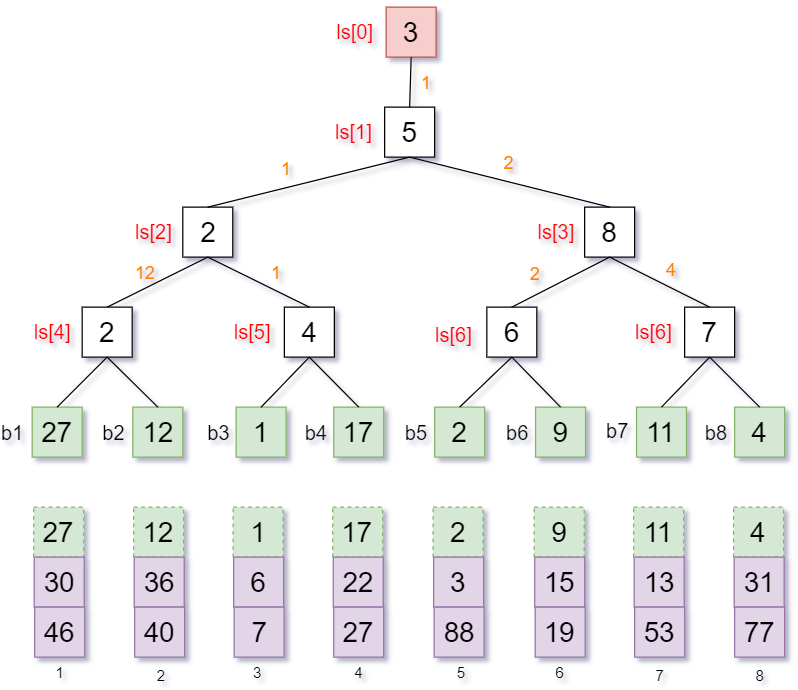 ls[0] 3
1
ls[1] 5
1 2
ls[2] 2 ls[3] 8
12 1 2 4
ls[4] 2 ls[5] 4 ls[6] 6 ls[6] 7
b1 27 b2 12 b3 1 b4 17 b5 2 b6 9 b7 11 b8 4
27 12 1 17 2 9 11 4
30 36 6 22 3 15 13 31
46 40 7 27 88 19 53 77
1 2 3 4 5 6 7 8